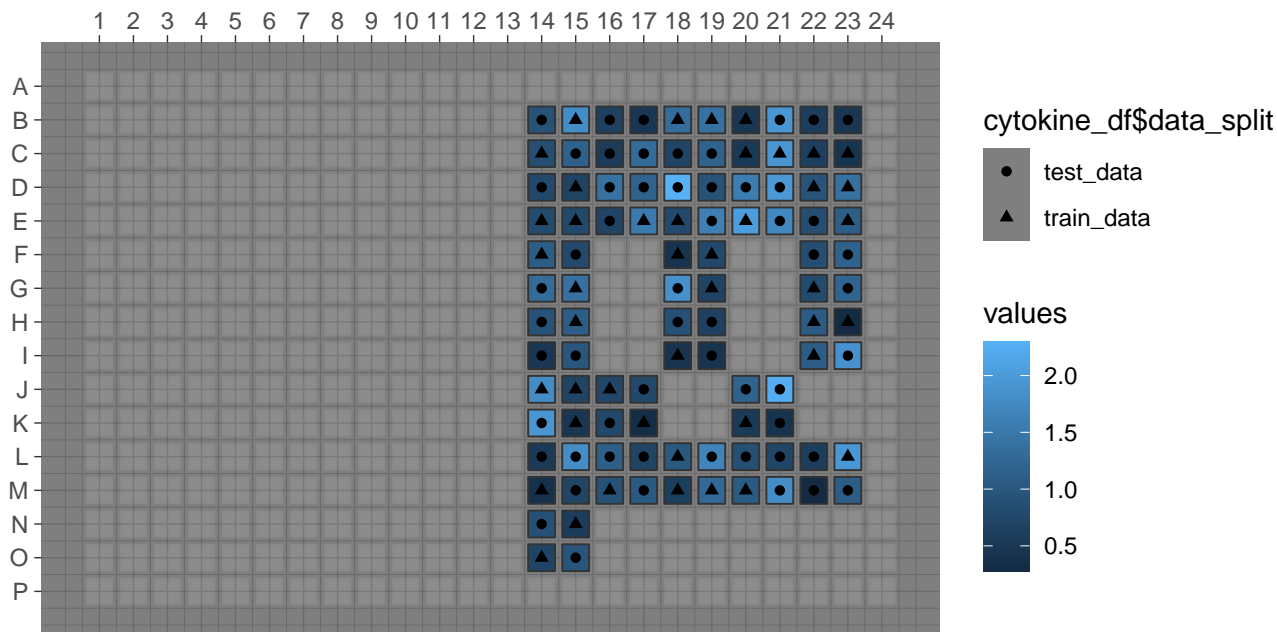 1 2 3 4 5 6 7 8 9 10 11 12 13 14 15 16 17 18 19 20 21 22 23 24
A
B
C
D
E
F
G
H
I
J
K
L
M
N
O
P
cytokine_df$data_split
test_data
train_data
values
2.0
1.5
1.0
0.5